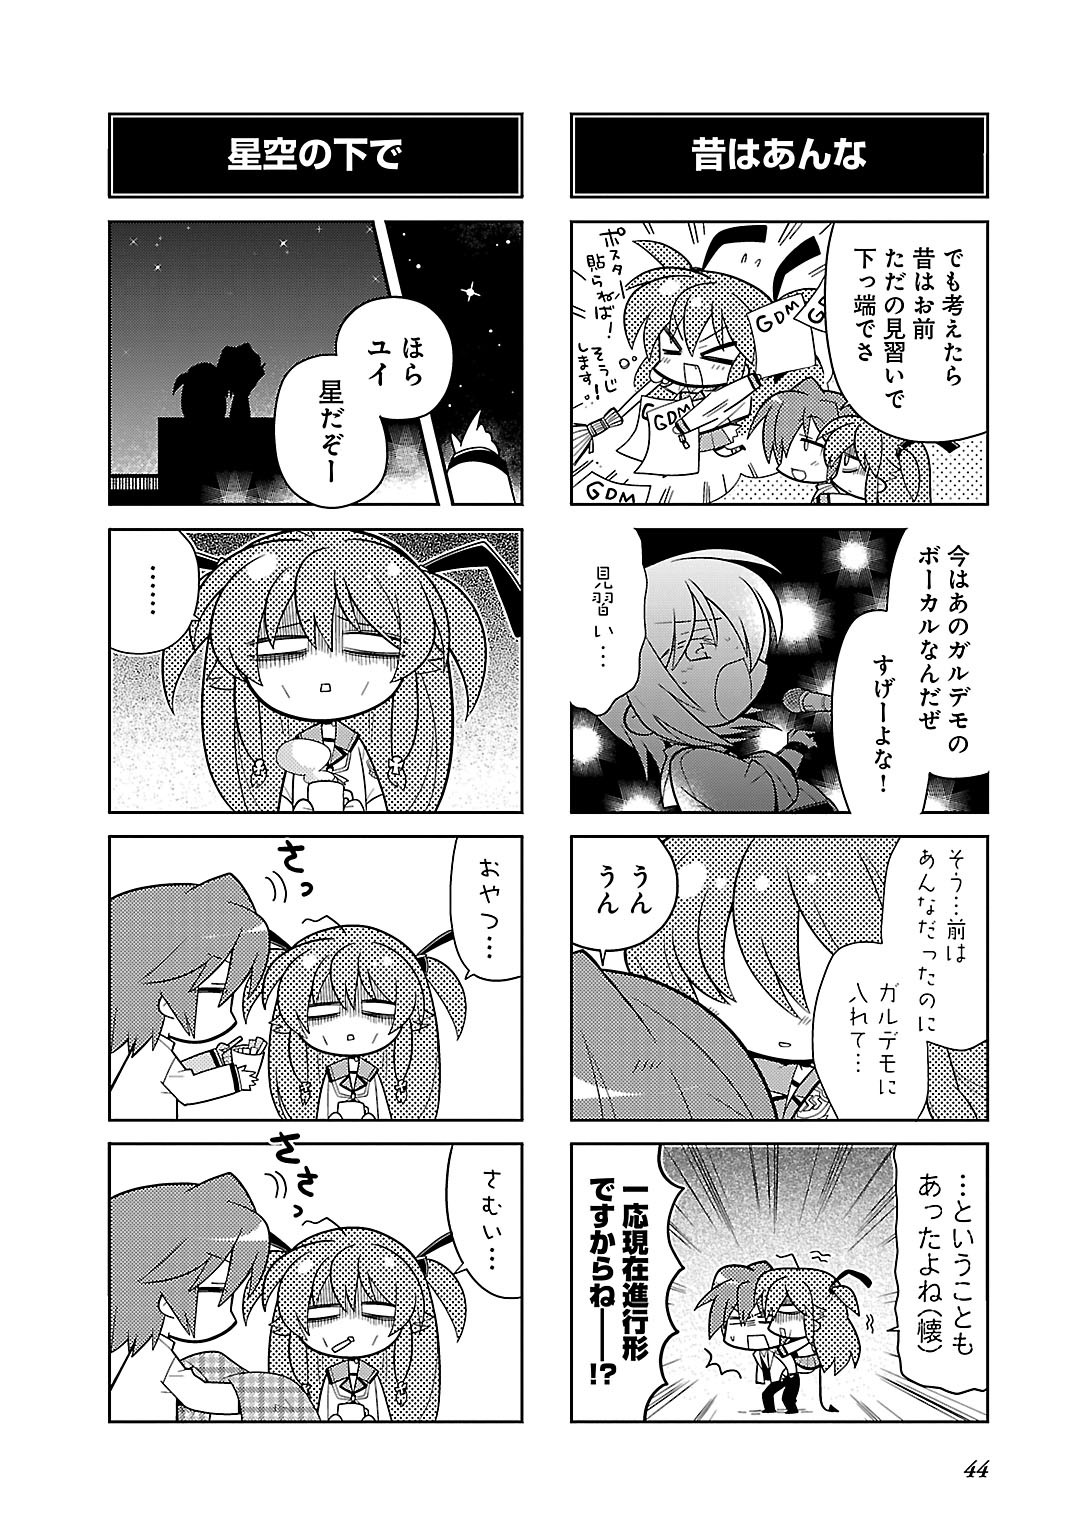 昔はあんな
でも考えたら
昔はお前
ただの見習いで
下っ端でさ
ポスター
貼らねば!
そうじ
します!!
GDM
GDM
GDM
GDM
今はあのガルデモの
ボーカルなんだぜ
すげーよな!
見習い…
そう…前は
あんなだったのに
ガルデモに
入れて…
うん
うん
…ということも
あったよね(懐)
一応現在進行形
ですからね──!?
星空の下で
ほら
ユイ
星だぞー
……
おやつ…
さっ
さむい…
ささっ
44